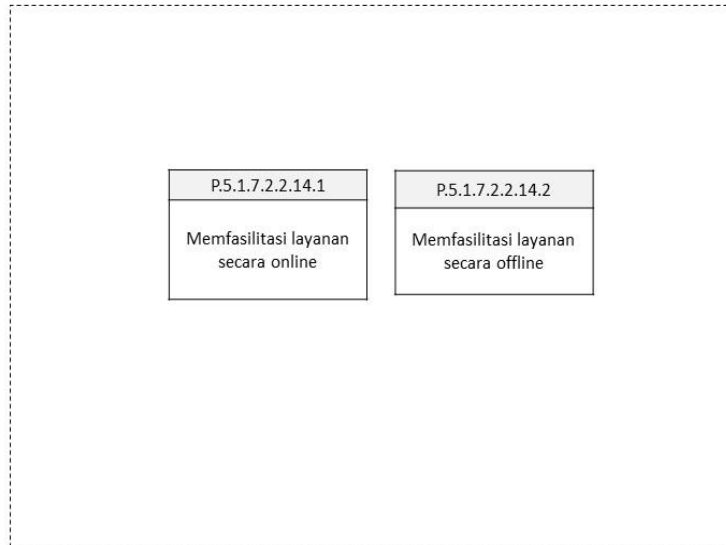 P.5.1.7.2.2.14.1
Memfasilitasi layanan
secara online
P.5.1.7.2.2.14.2
Memfasilitasi layanan
secara offline